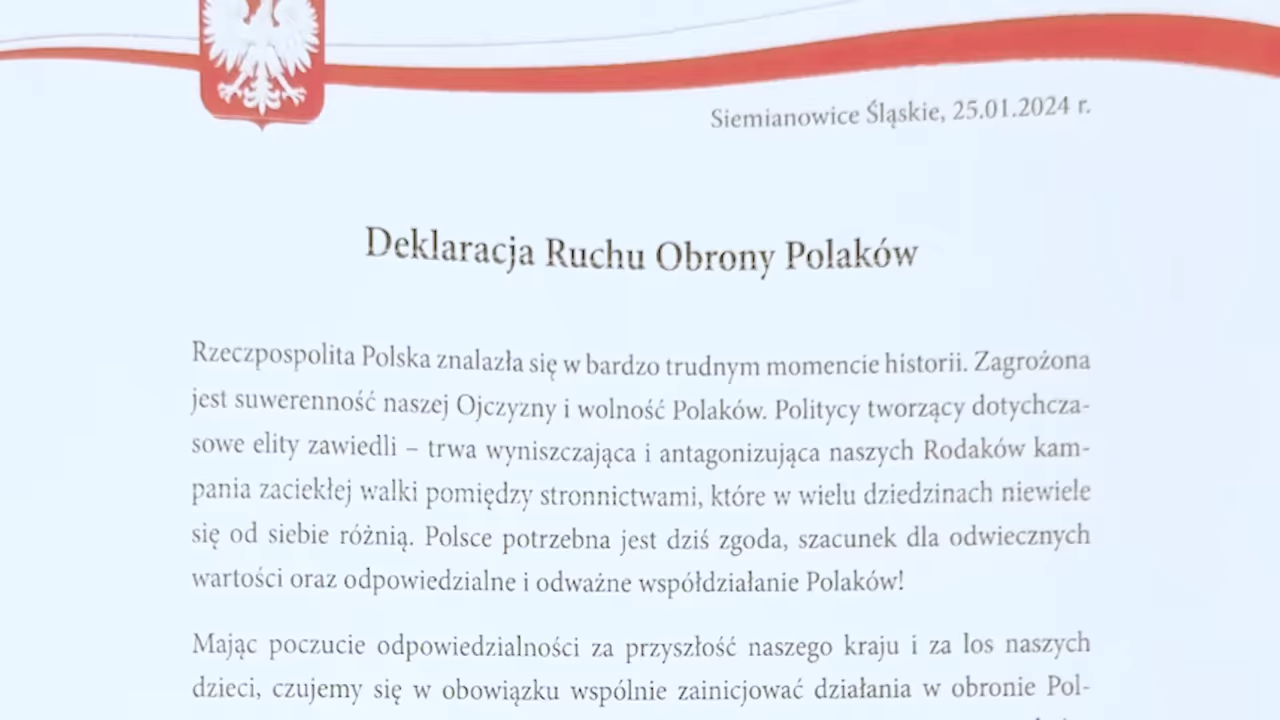 Siemianowice Śląskie, 25.01.2024 r.
Deklaracja Ruchu Obrony Polaków
Rzeczpospolita Polska znalazła się w bardzo trudnym momencie historii. Zagrożona
jest suwerenność naszej Ojczyzny i wolność Polaków. Politycy tworzący dotychcza-
sowe elity zawiedli – trwa wyniszczająca i antagonizująca naszych Rodaków kam-
pania zaciekłej walki pomiędzy stronnictwami, które w wielu dziedzinach niewiele
się od siebie różnią. Polsce potrzebna jest dziś zgoda, szacunek dla odwiecznych
wartości oraz odpowiedzialne i odważne współdziałanie Polaków!
Mając poczucie odpowiedzialności za przyszłość naszego kraju i za los naszych
dzieci, czujemy się w obowiązku wspólnie zainicjować działania w obronie Pol-